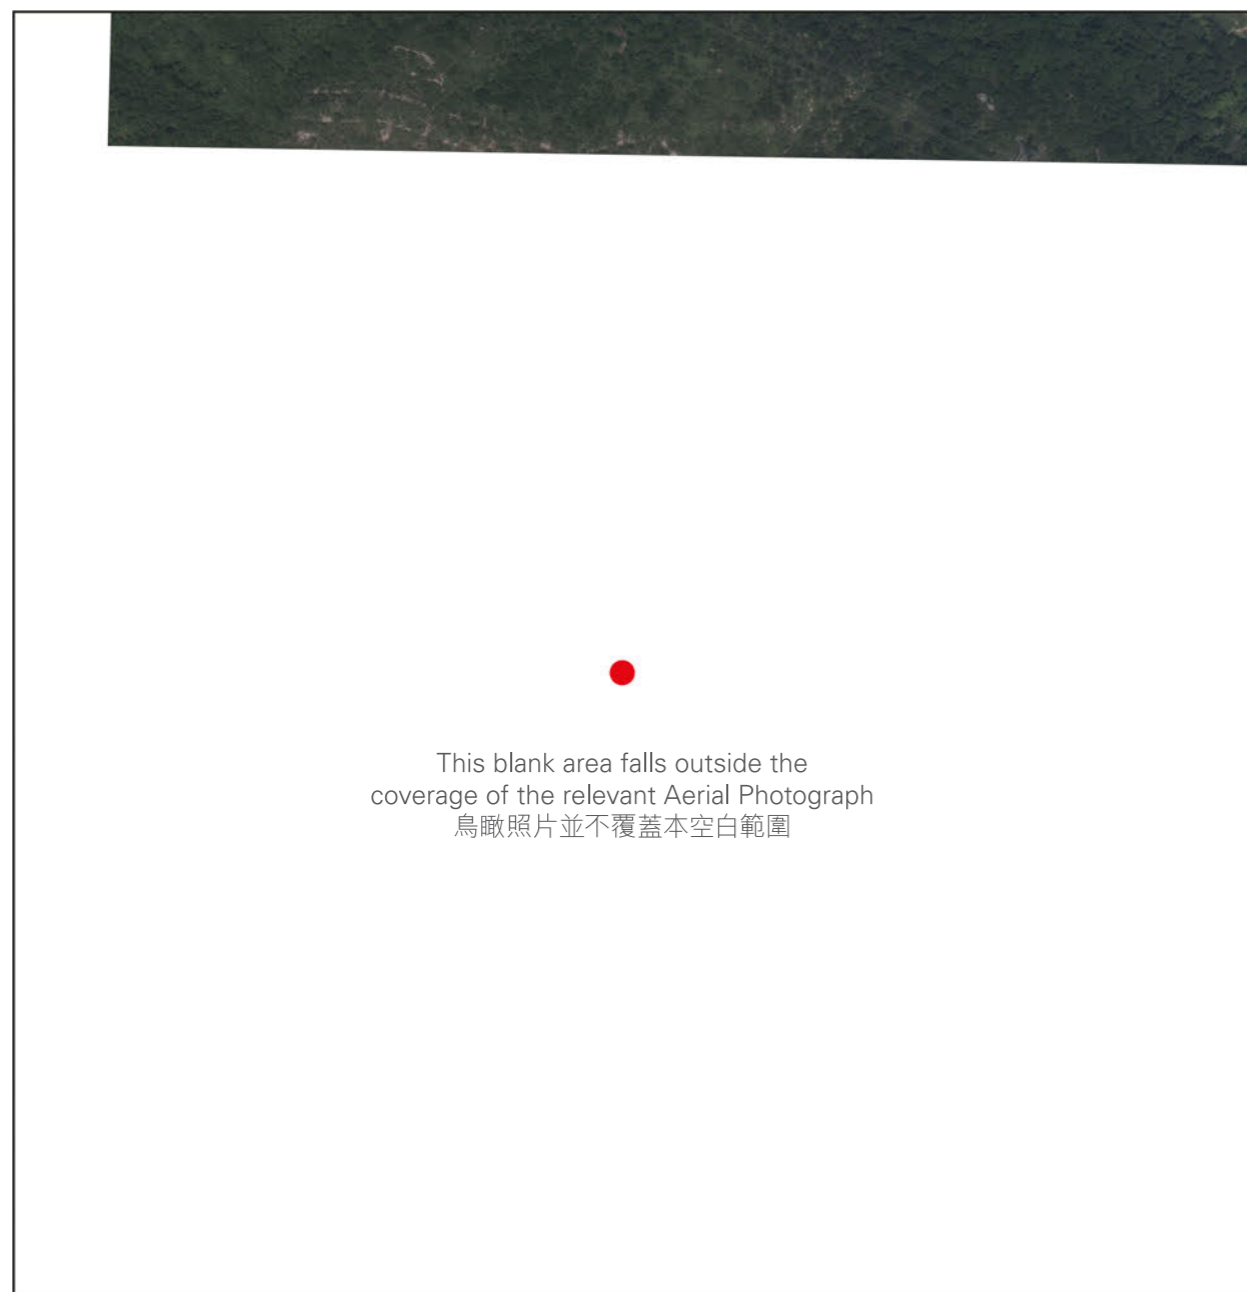 This blank area falls outside the
coverage of the relevant Aerial Photograph
鳥瞰照片並不覆蓋本空白範圍